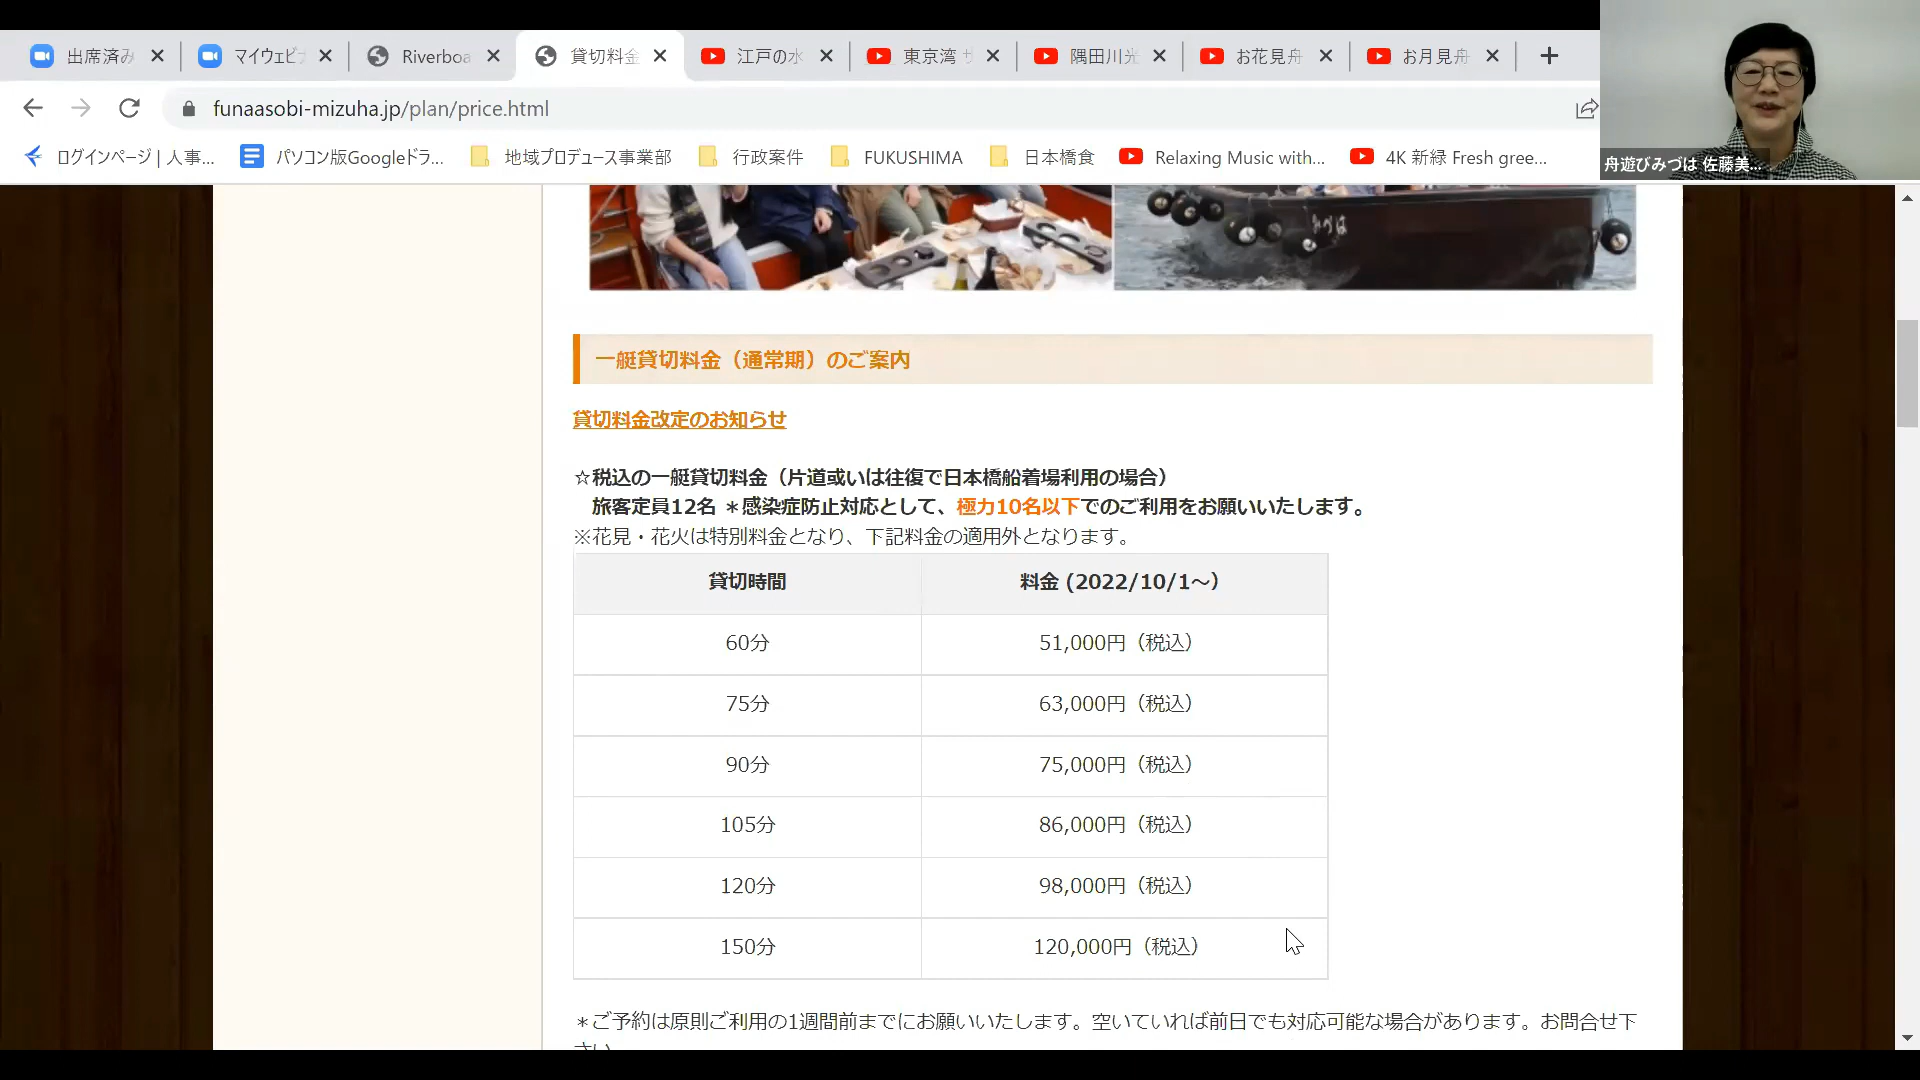 出席済み
マイウェビナ
Riverboa
貸切料金
江戸の水
東京湾
隅田川光
お花見舟
お月見舟
funaasobi-mizuha.jp/plan/price.html
ログインページ | 人事...
パソコン版Googleドラ...
地域プロデュース事業部
行政案件
FUKUSHIMA
日本橋食
Relaxing Music with...
4K 新緑 Fresh gree...
舟遊びみづは 佐藤美...
みづは
一艇貸切料金（通常期）のご案内
貸切料金改定のお知らせ
☆税込の一艇貸切料金（片道或いは往復で日本橋船着場利用の場合）
旅客定員12名 ＊感染症防止対応として、極力10名以下でのご利用をお願いいたします。
※花見・花火は特別料金となり、下記料金の適用外となります。
貸切時間 料金 (2022/10/1～）
60分 51,000円（税込）
75分 63,000円（税込）
90分 75,000円（税込）
105分 86,000円（税込）
120分 98,000円（税込）
150分 120,000円（税込）
＊ご予約は原則ご利用の1週間前までにお願いいたします。空いていれば前日でも対応可能な場合があります。お問合せ下